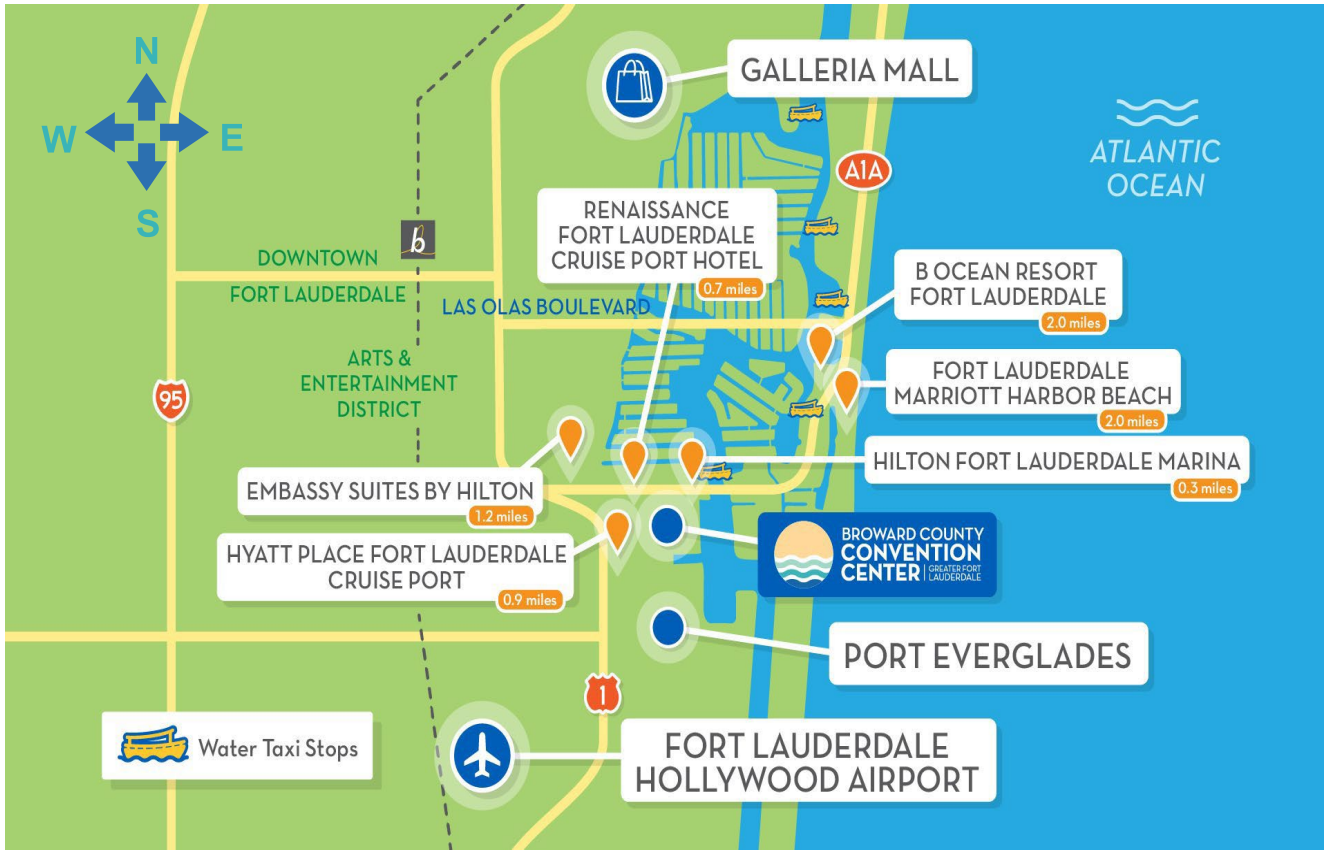 N
W
E
S
GALLERIA MALL
ATLANTIC
OCEAN
A1A
RENAISSANCE
FORT LAUDERDALE
CRUISE PORT HOTEL
0.7 miles
b
DOWNTOWN
FORT LAUDERDALE
B OCEAN RESORT
FORT LAUDERDALE
2.0 miles
LAS OLAS BOULEVARD
ARTS &
ENTERTAINMENT
DISTRICT
95
FORT LAUDERDALE
MARRIOTT HARBOR BEACH
2.0 miles
HILTON FORT LAUDERDALE MARINA
0.3 miles
EMBASSY SUITES BY HILTON
1.2 miles
HYATT PLACE FORT LAUDERDALE
CRUISE PORT
0.9 miles
BROWARD COUNTY
CONVENTION
CENTER
GREATER FORT
LAUDERDALE
PORT EVERGLADES
1
Water Taxi Stops
FORT LAUDERDALE
HOLLYWOOD AIRPORT